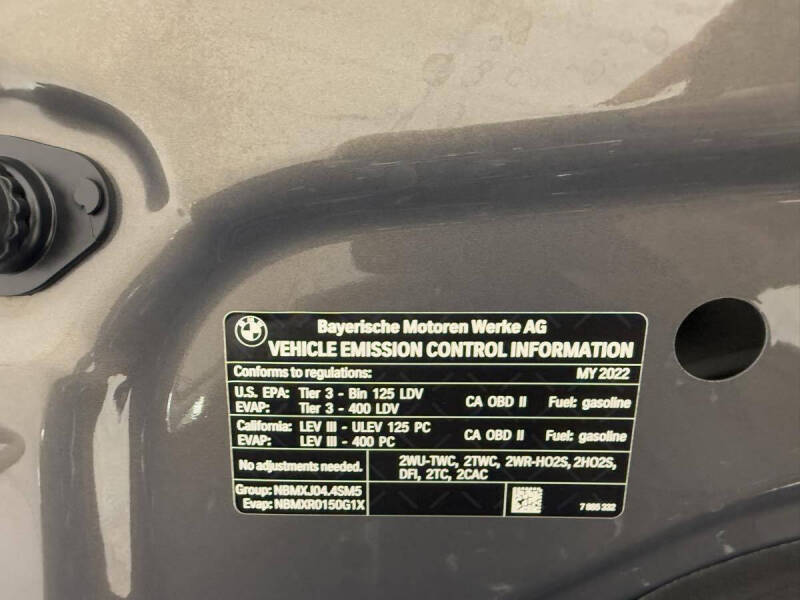 Bayerische Motoren Werke AG
VEHICLE EMISSION CONTROL INFORMATION
Conforms to regulations: MY 2022
U.S. EPA: Tier 3 - Bin 125 LDV CA OBD II Fuel: gasoline
EVAP: Tier 3 - 400 LDV
California: LEV III - ULEV 125 PC CA OBD II Fuel: gasoline
EVAP: LEV III - 400 PC
No adjustments needed. 2WU-TWC, 2TWC, 2WR-HO2S, 2HO2S,
DFI, 2TC, 2CAC
Group: NBMXJ04.4SM5
Evap: NBMXR0150G1X 7 995 332